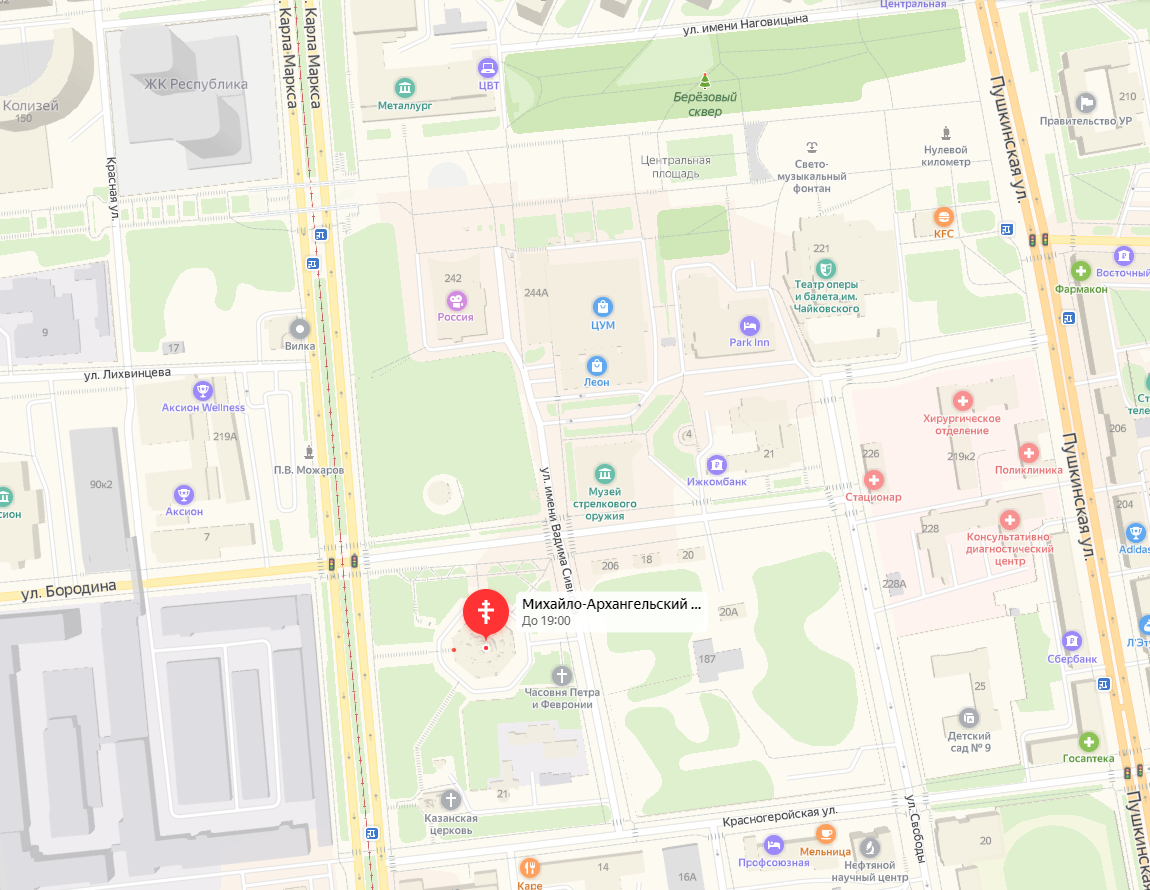 ул. имени Наговицына
Центральная
Карла Маркса
Карла Маркса
ЖК Республика
Колизей
150
Металлург
ЦВТ
Берёзовый
сквер
Пушкинская ул.
210
Правительство УР
Нулевой
километр
Центральная
площадь
Свето-
музыкальный
фонтан
Красная ул.
KFC
221
Театр оперы
и балета им.
Чайковского
Восточный
Фармакон
242
Россия
244А
ЦУМ
Park Inn
9
17
Вилка
ул. Лихвинцева
Леон
Аксион Wellness
219А
Хирургическое
отделение
206
4
21
226
219к2
Поликлиника
П.В. Можаров
90к2
Аксион
7
Музей
стрелкового
оружия
Ижкомбанк
Стационар
Пушкинская ул.
204
228
Консультативно
диагностический
центр
Adidas
ул. имени Вадима Сив
ул. Бородина
206
18
20
228А
Михайло-Архангельский ...
До 19:00
20А
187
Сбербанк
Л'Эту
Часовня Петра
и Февронии
25
Детский
сад № 9
Госаптека
21
Казанская
церковь
Красногеройская ул.
ул. Свободы
Пушкинская
Мельница
Профсоюзная
Нефтяной
научный центр
20
14
16А
Каре